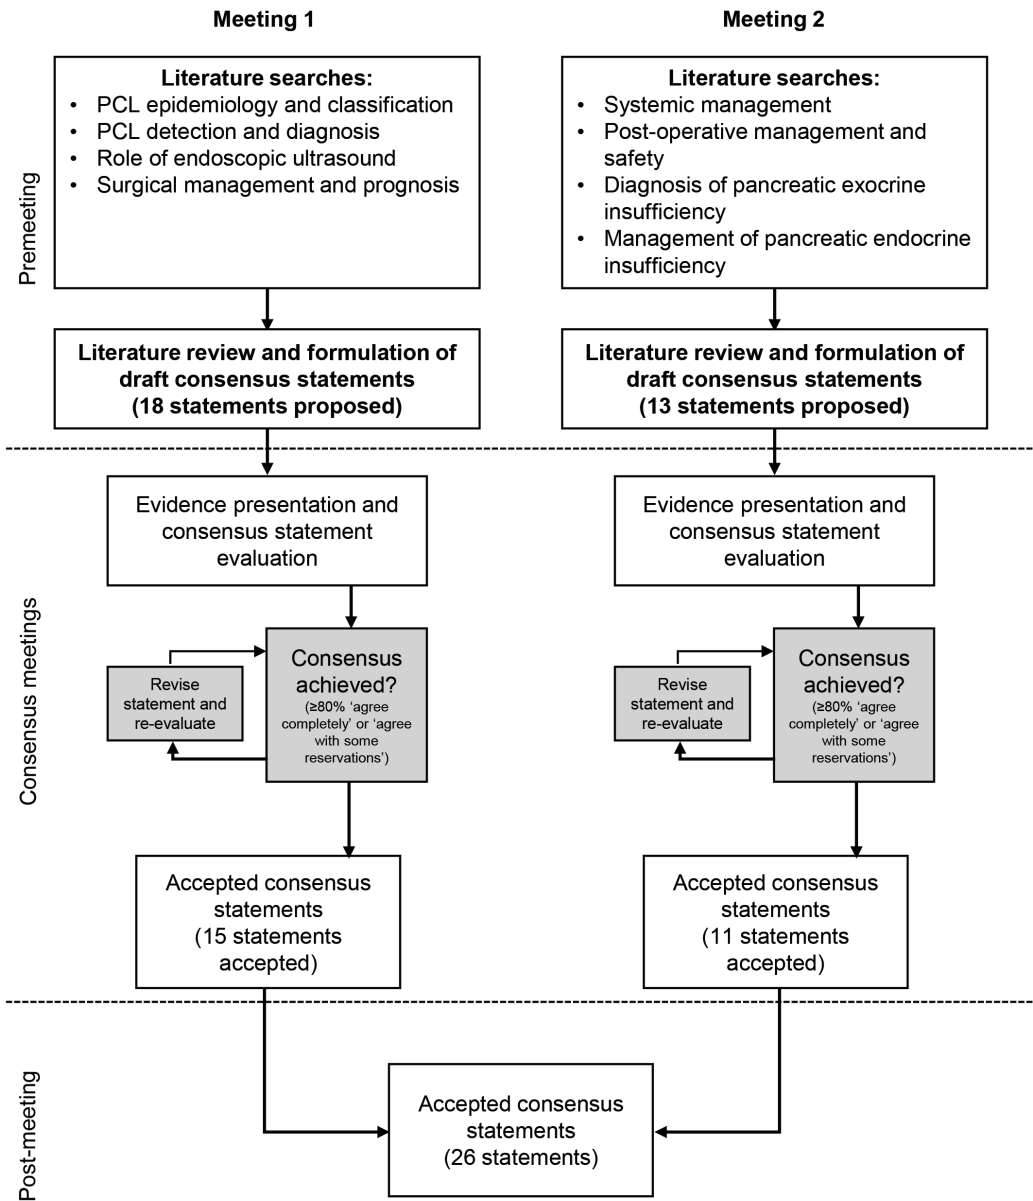 Meeting 1
Meeting 2
Premeeting
Literature searches:
• PCL epidemiology and classification
• PCL detection and diagnosis
• Role of endoscopic ultrasound
• Surgical management and prognosis
Literature searches:
• Systemic management
• Post-operative management and
safety
• Diagnosis of pancreatic exocrine
insufficiency
• Management of pancreatic endocrine
insufficiency
Literature review and formulation of
draft consensus statements
(18 statements proposed)
Literature review and formulation of
draft consensus statements
(13 statements proposed)
Consensus meetings
Evidence presentation and
consensus statement
evaluation
Evidence presentation and
consensus statement
evaluation
Revise
statement and
re-evaluate
Consensus
achieved?
(≥80% ‘agree
completely’ or ‘agree
with some
reservations’)
Revise
statement and
re-evaluate
Consensus
achieved?
(≥80% ‘agree
completely’ or ‘agree
with some
reservations’)
Accepted consensus
statements
(15 statements
accepted)
Accepted consensus
statements
(11 statements
accepted)
Post-meeting
Accepted consensus
statements
(26 statements)